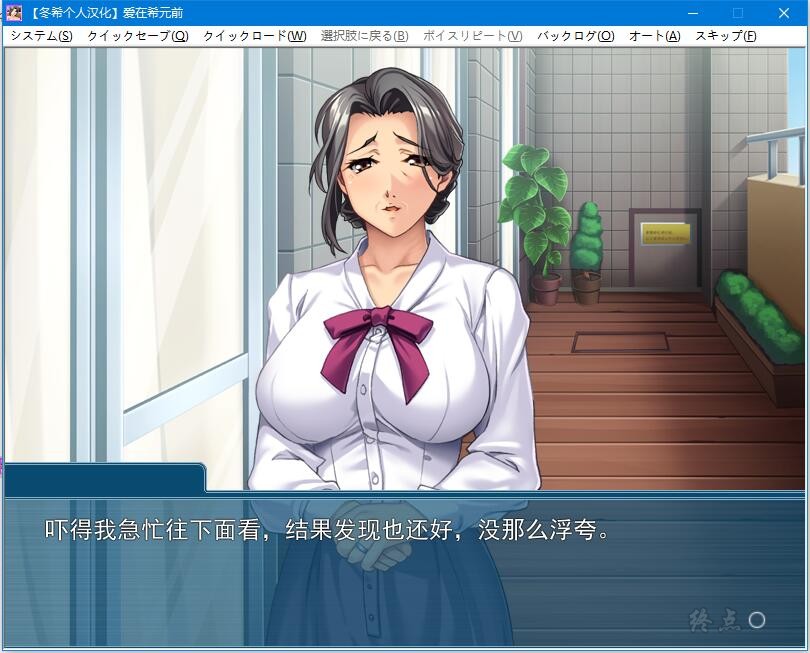 【冬希个人汉化】爱在希元前
システム(S) クイックセーブ(Q) クイックロード(W) 選択肢に戻る(B) ボイスリピート(V) バックログ(O) オート(A) スキップ(F)
吓得我急忙往下面看，结果发现也还好，没那么浮夸。
终点